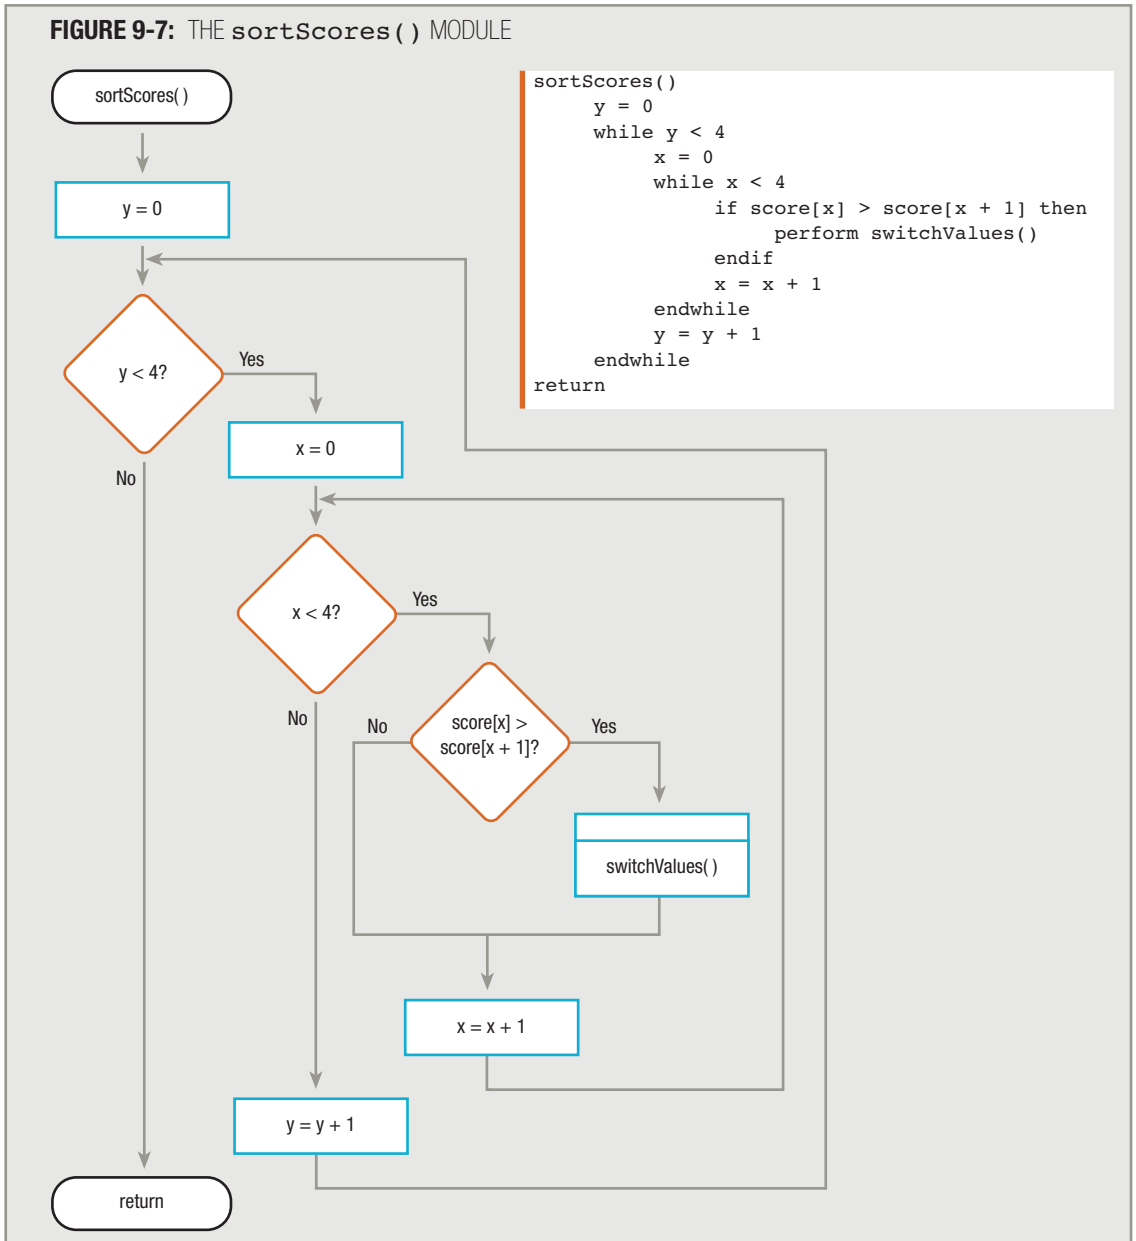 FIGURE 9-7: THE sortScores() MODULE
sortScores( )
y = 0
y < 4?
Yes
No
x = 0
x < 4?
Yes
No
score[x] >
score[x + 1]?
No
Yes
switchValues( )
x = x + 1
y = y + 1
return
sortScores()
y = 0
while y < 4
x = 0
while x < 4
if score[x] > score[x + 1] then
perform switchValues()
endif
x = x + 1
endwhile
y = y + 1
endwhile
return